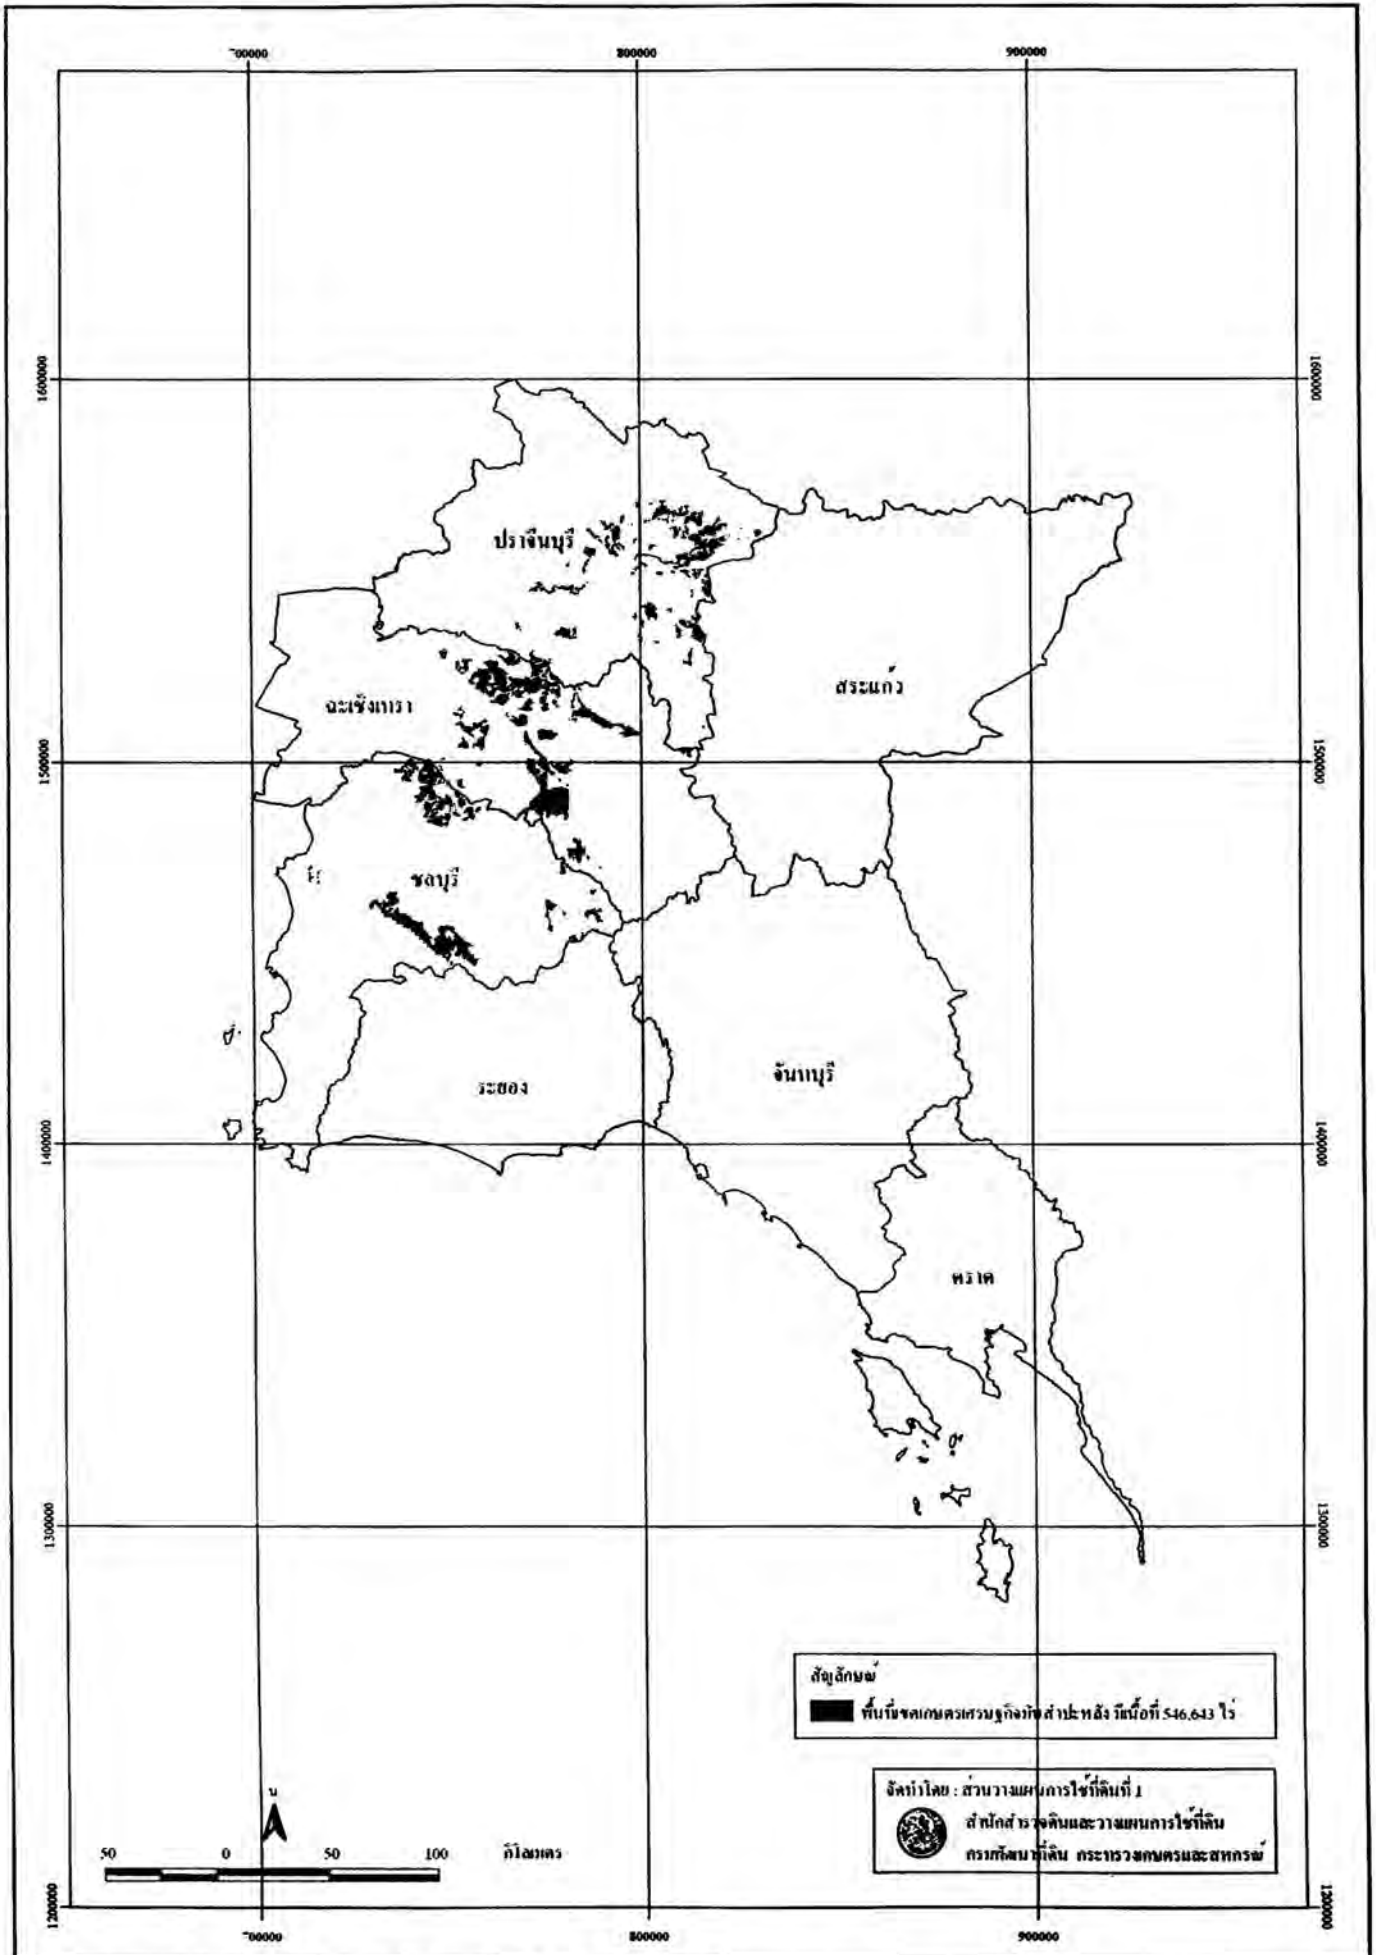 700000 800000 900000
1600000 1600000
ปราจีนบุรี
สระแก้ว
ฉะเชิงเทรา
1500000 1500000
ชลบุรี
จันทบุรี
ระยอง
1400000 1400000
ตราด
1300000 1300000
สัญลักษณ์
พื้นที่เขตเกษตรเศรษฐกิจมันสำปะหลัง มีเนื้อที่ 546,643 ไร่
จัดทำโดย : ส่วนวางแผนการใช้ที่ดินที่ 1
สำนักสำรวจดินและวางแผนการใช้ที่ดิน
กรมพัฒนาที่ดิน กระทรวงเกษตรและสหกรณ์
น
50 0 50 100 กิโลเมตร
1200000 1200000
700000 800000 900000